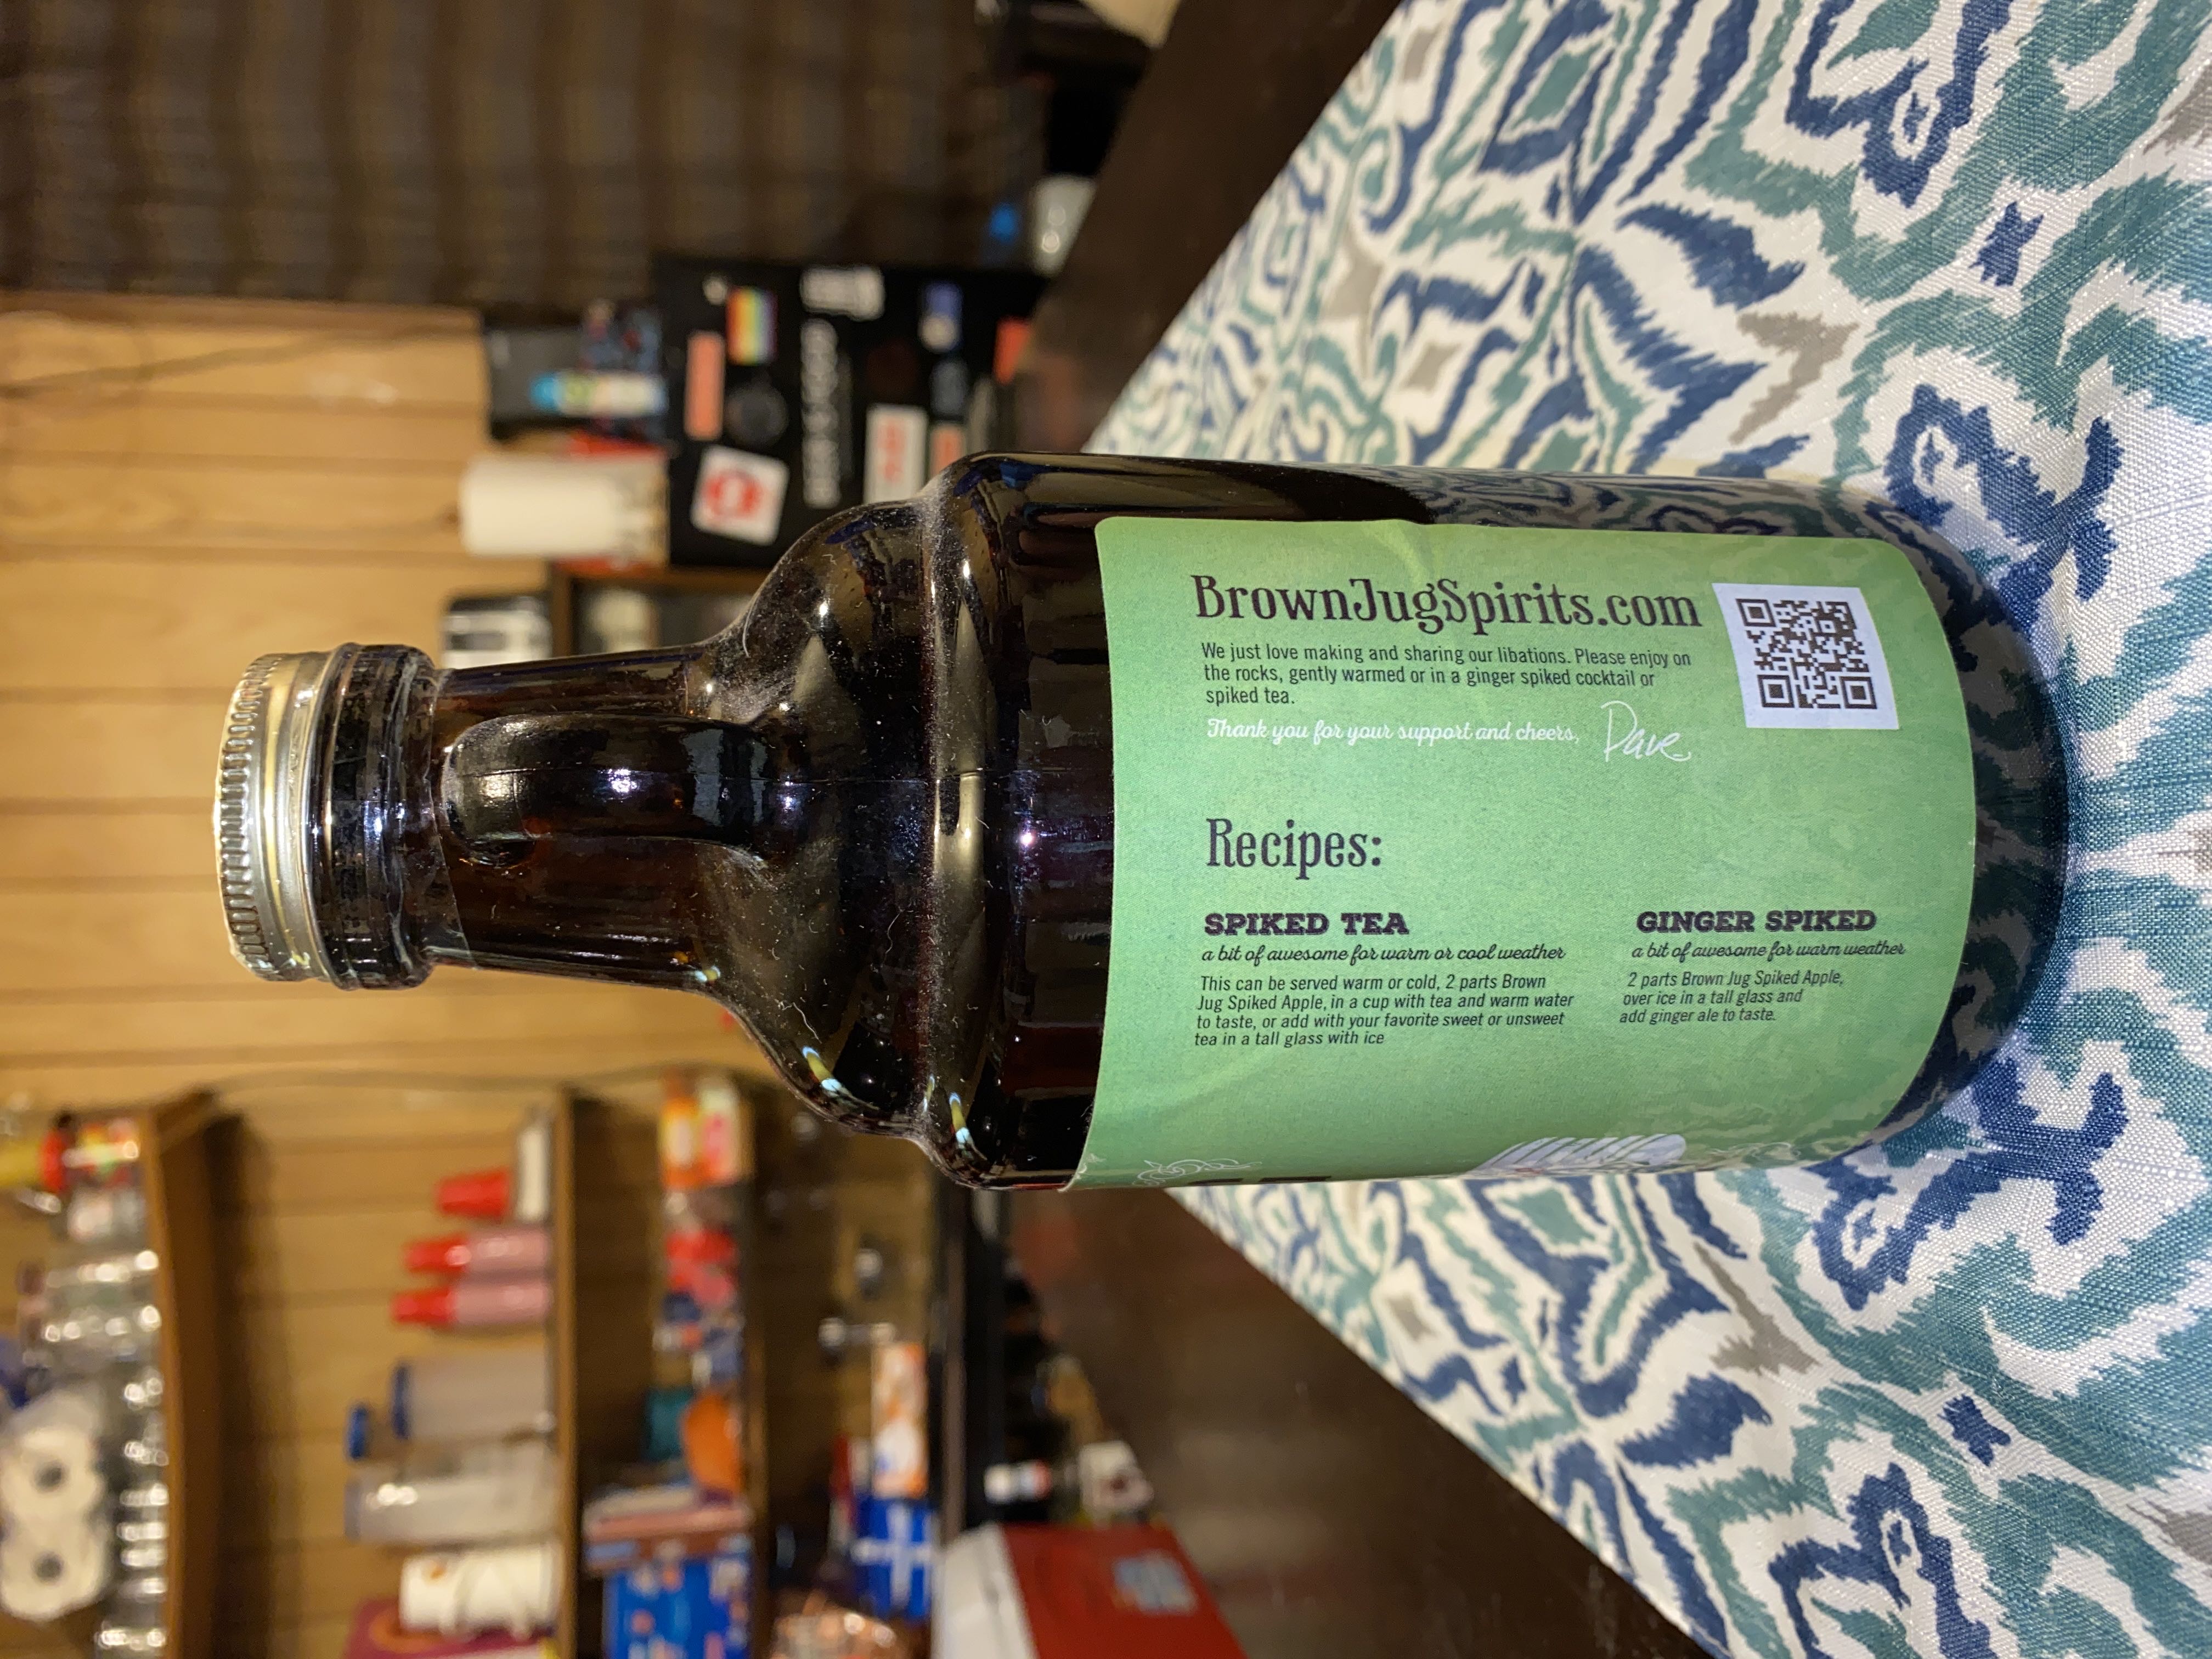 BrownJugSpirits.com
We just love making and sharing our libations. Please enjoy on
the rocks, gently warmed or in a ginger spiked cocktail or
spiked tea.
Thank you for your support and cheers, Dave
Recipes:
SPIKED TEA
a bit of awesome for warm or cool weather
This can be served warm or cold, 2 parts Brown
Jug Spiked Apple, in a cup with tea and warm water
to taste, or add with your favorite sweet or unsweet
tea in a tall glass with ice
GINGER SPIKED
a bit of awesome for warm weather
2 parts Brown Jug Spiked Apple,
over ice in a tall glass and
add ginger ale to taste.